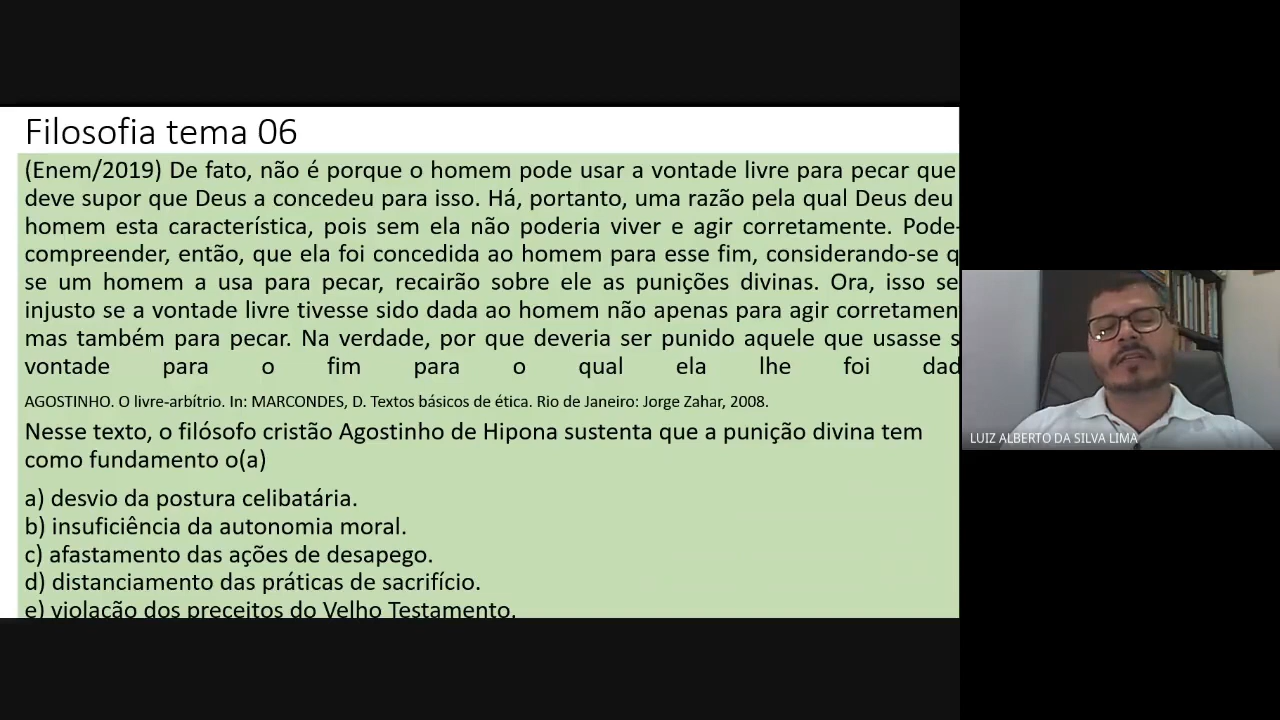 Filosofia tema 06
(Enem/2019) De fato, não é porque o homem pode usar a vontade livre para pecar que
deve supor que Deus a concedeu para isso. Há, portanto, uma razão pela qual Deus deu
homem esta característica, pois sem ela não poderia viver e agir corretamente. Pode-
compreender, então, que ela foi concedida ao homem para esse fim, considerando-se q
se um homem a usa para pecar, recairão sobre ele as punições divinas. Ora, isso se
injusto se a vontade livre tivesse sido dada ao homem não apenas para agir corretamen
mas também para pecar. Na verdade, por que deveria ser punido aquele que usasse s
vontade para o fim para o qual ela lhe foi dad
AGOSTINHO. O livre-arbítrio. In: MARCONDES, D. Textos básicos de ética. Rio de Janeiro: Jorge Zahar, 2008.
Nesse texto, o filósofo cristão Agostinho de Hipona sustenta que a punição divina tem
como fundamento o(a)
a) desvio da postura celibatária.
b) insuficiência da autonomia moral.
c) afastamento das ações de desapego.
d) distanciamento das práticas de sacrifício.
e) violação dos preceitos do Velho Testamento.
LUIZ ALBERTO DA SILVA LIMA